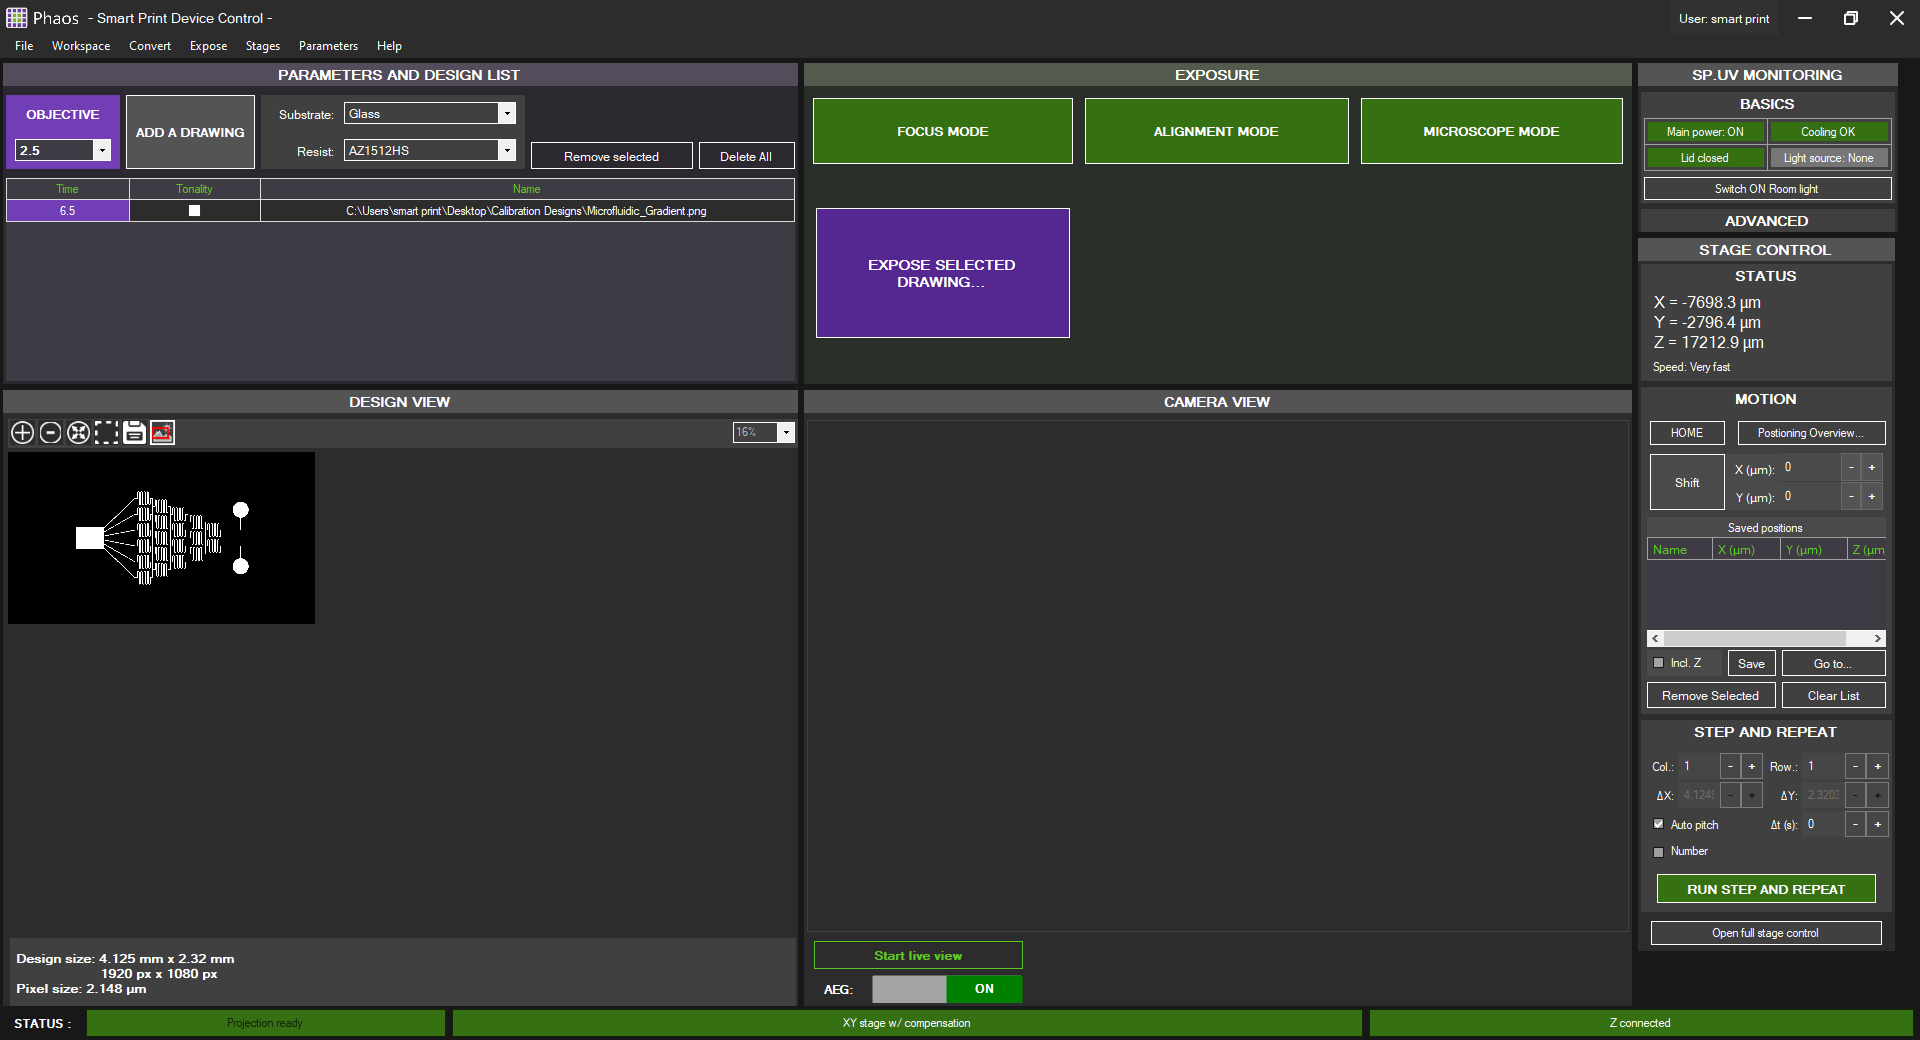 Phaos - Smart Print Device Control -
User: smart print
File Workspace Convert Expose Stages Parameters Help
PARAMETERS AND DESIGN LIST
OBJECTIVE
2.5
ADD A DRAWING
Substrate: Glass
Resist: AZ1512HS
Remove selected
Delete All
Time Tonality Name
6.5 C:\Users\smart print\Desktop\Calibration Designs\Microfluidic_Gradient.png
EXPOSURE
FOCUS MODE
ALIGNMENT MODE
MICROSCOPE MODE
EXPOSE SELECTED
DRAWING...
DESIGN VIEW
16%
Design size: 4.125 mm x 2.32 mm
1920 px x 1080 px
Pixel size: 2.148 µm
CAMERA VIEW
Start live view
AEG: ON
SP.UV MONITORING
BASICS
Main power: ON Cooling OK
Lid closed Light source: None
Switch ON Room light
ADVANCED
STAGE CONTROL
STATUS
X = -7698.3 µm
Y = -2796.4 µm
Z = 17212.9 µm
Speed: Very fast
MOTION
HOME Postioning Overview...
Shift
X (µm): 0 - +
Y (µm): 0 - +
Saved positions
Name X (µm) Y (µm) Z (µm
Incl. Z Save Go to...
Remove Selected Clear List
STEP AND REPEAT
Col.: 1 - + Row.: 1 - +
ΔX: 4.1249 - + ΔY: 2.3203 - +
Auto pitch Δt (s): 0 - +
Number
RUN STEP AND REPEAT
Open full stage control
STATUS : Projection ready XY stage w/ compensation Z connected